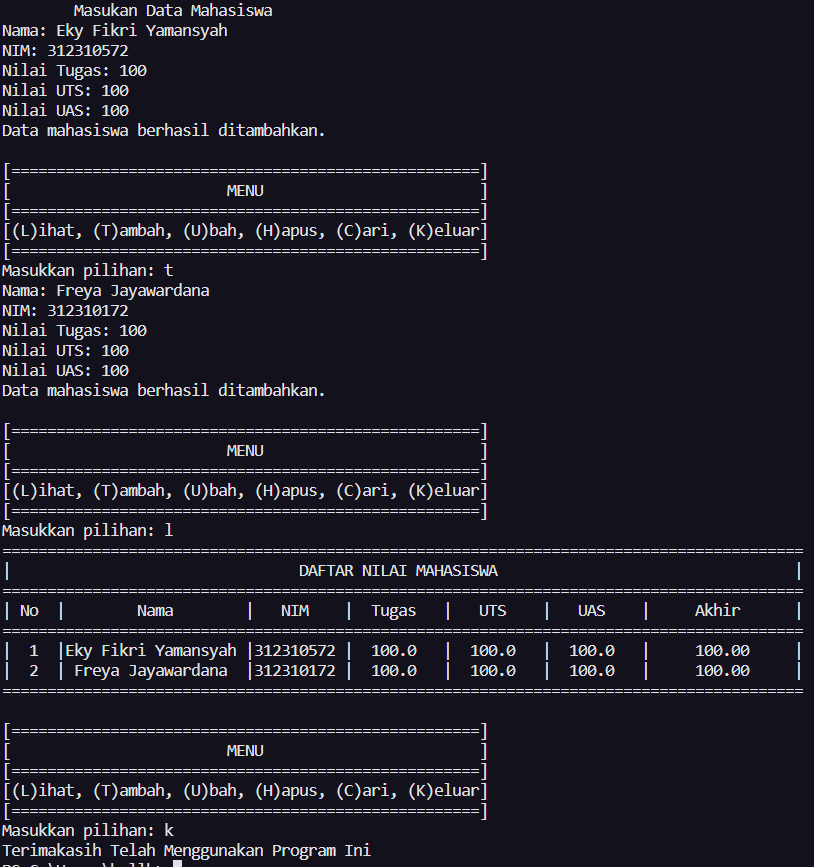 Masukan Data Mahasiswa
Nama: Eky Fikri Yamansyah
NIM: 312310572
Nilai Tugas: 100
Nilai UTS: 100
Nilai UAS: 100
Data mahasiswa berhasil ditambahkan.
[====================================================]
[ MENU ]
[====================================================]
[(L)ihat, (T)ambah, (U)bah, (H)apus, (C)ari, (K)eluar]
[====================================================]
Masukkan pilihan: t
Nama: Freya Jayawardana
NIM: 312310172
Nilai Tugas: 100
Nilai UTS: 100
Nilai UAS: 100
Data mahasiswa berhasil ditambahkan.
[====================================================]
[ MENU ]
[====================================================]
[(L)ihat, (T)ambah, (U)bah, (H)apus, (C)ari, (K)eluar]
[====================================================]
Masukkan pilihan: l
=========================================================================================
| DAFTAR NILAI MAHASISWA |
=========================================================================================
| No | Nama | NIM | Tugas | UTS | UAS | Akhir |
=========================================================================================
| 1 |Eky Fikri Yamansyah |312310572 | 100.0 | 100.0 | 100.0 | 100.00 |
| 2 | Freya Jayawardana |312310172 | 100.0 | 100.0 | 100.0 | 100.00 |
=========================================================================================
[====================================================]
[ MENU ]
[====================================================]
[(L)ihat, (T)ambah, (U)bah, (H)apus, (C)ari, (K)eluar]
[====================================================]
Masukkan pilihan: k
Terimakasih Telah Menggunakan Program Ini